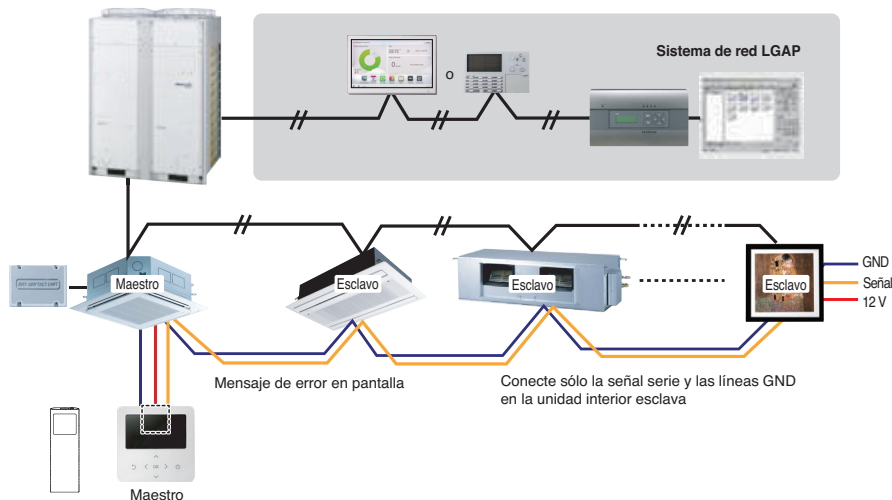 Sistema de red LGAP
o
Maestro
Esclavo
Esclavo
Esclavo
GND
Señal
12 V
Mensaje de error en pantalla
Conecte sólo la señal serie y las líneas GND
en la unidad interior esclava
OK
Maestro